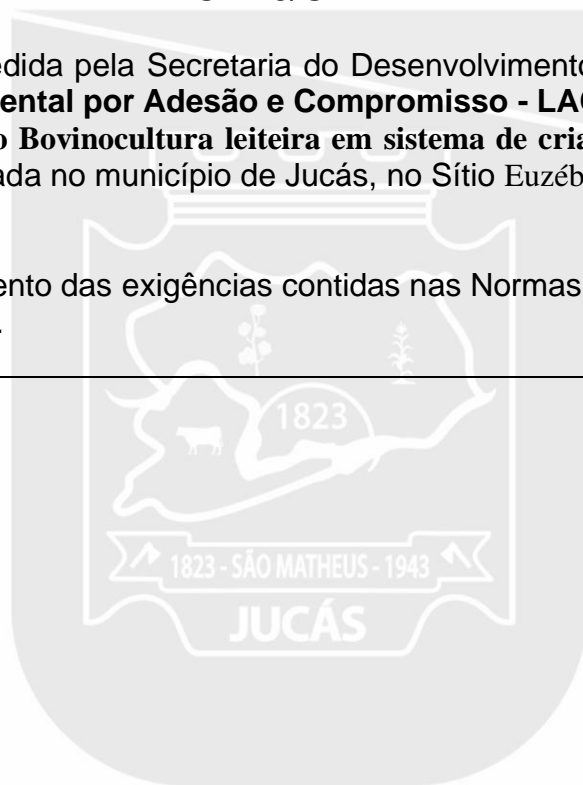 edida pela Secretaria do Desenvolvimento
ental por Adesão e Compromisso - LAC
o Bovinocultura leiteira em sistema de cria
ada no município de Jucás, no Sítio Euzéb
ento das exigências contidas nas Normas
.
1823
1823 - SÃO MATHEUS - 1943
JUCÁS